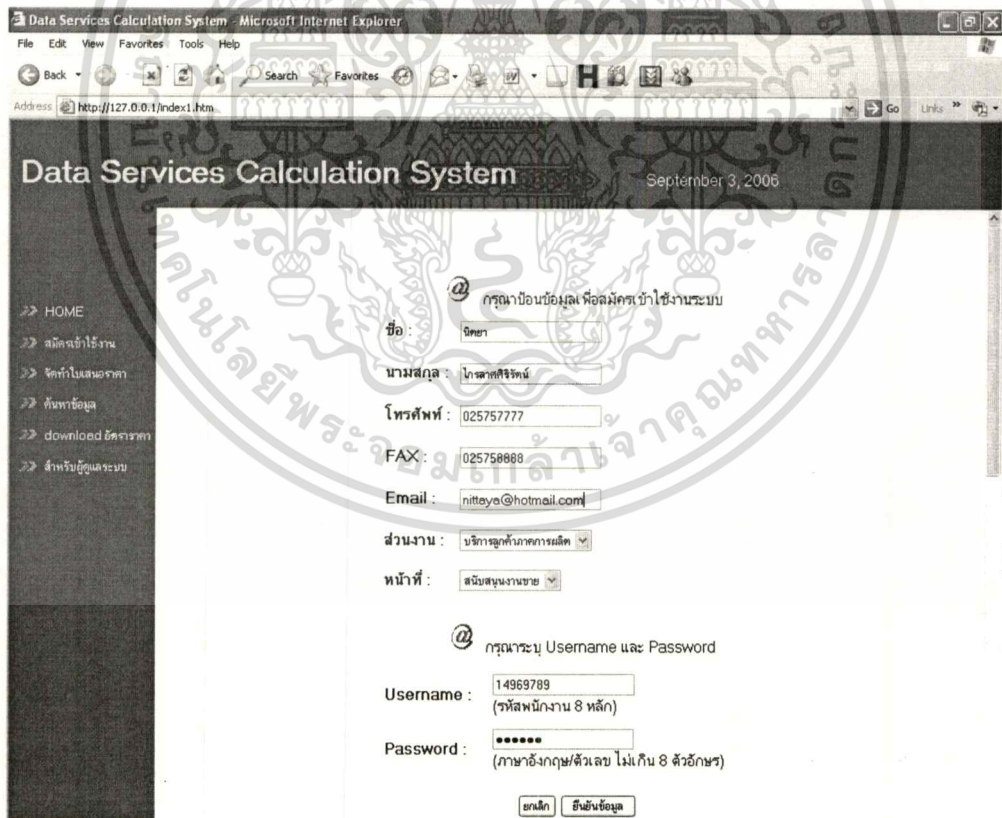 Data Services Calculation System - Microsoft Internet Explorer
File Edit View Favorites Tools Help
Back Search Favorites
Address http://127.0.0.1/index1.htm Go Links
Data Services Calculation System
September 3, 2006
HOME
สมัครเข้าใช้งาน
จัดทำใบเสนอราคา
ค้นหาข้อมูล
download อัตราราคา
สำหรับผู้ดูแลระบบ
กรุณาป้อนข้อมูลเพื่อสมัครเข้าใช้งานระบบ
ชื่อ : นิตยา
นามสกุล : ไกรลาศศิริรัตน์
โทรศัพท์ : 025757777
FAX : 025758888
Email : nittaya@hotmail.com
ส่วนงาน : บริการลูกค้าภาคการผลิต
หน้าที่ : สนับสนุนงานขาย
กรุณาระบุ Username และ Password
Username : 14969789
(รหัสพนักงาน 8 หลัก)
Password : ••••••
(ภาษาอังกฤษ/ตัวเลข ไม่เกิน 8 ตัวอักษร)
ยกเลิก ยืนยันข้อมูล